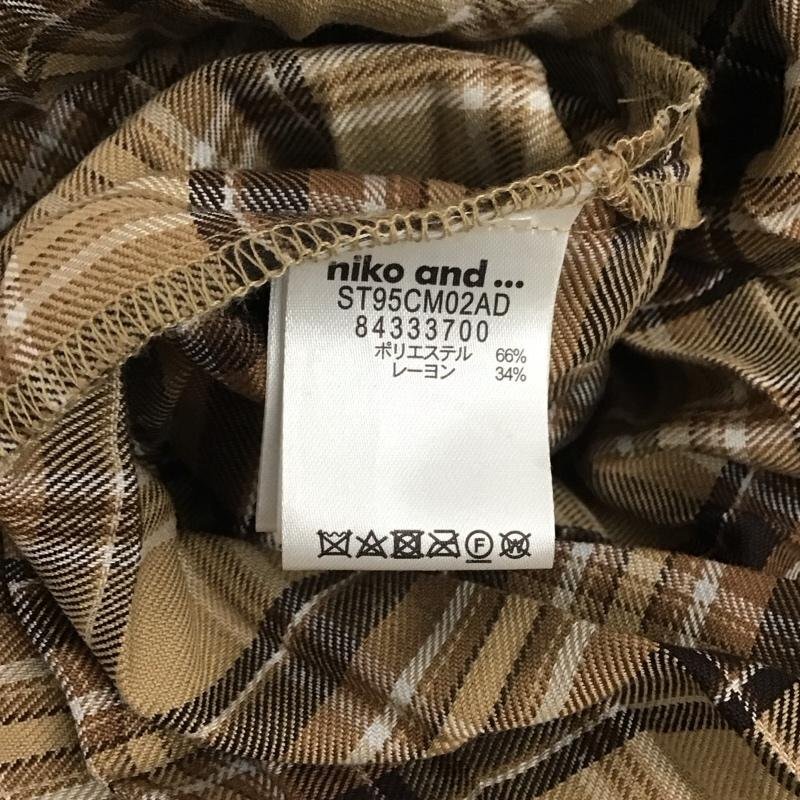 niko and ...
ST95CM02AD
84333700
ポリエステル 66%
レーヨン 34%
F W